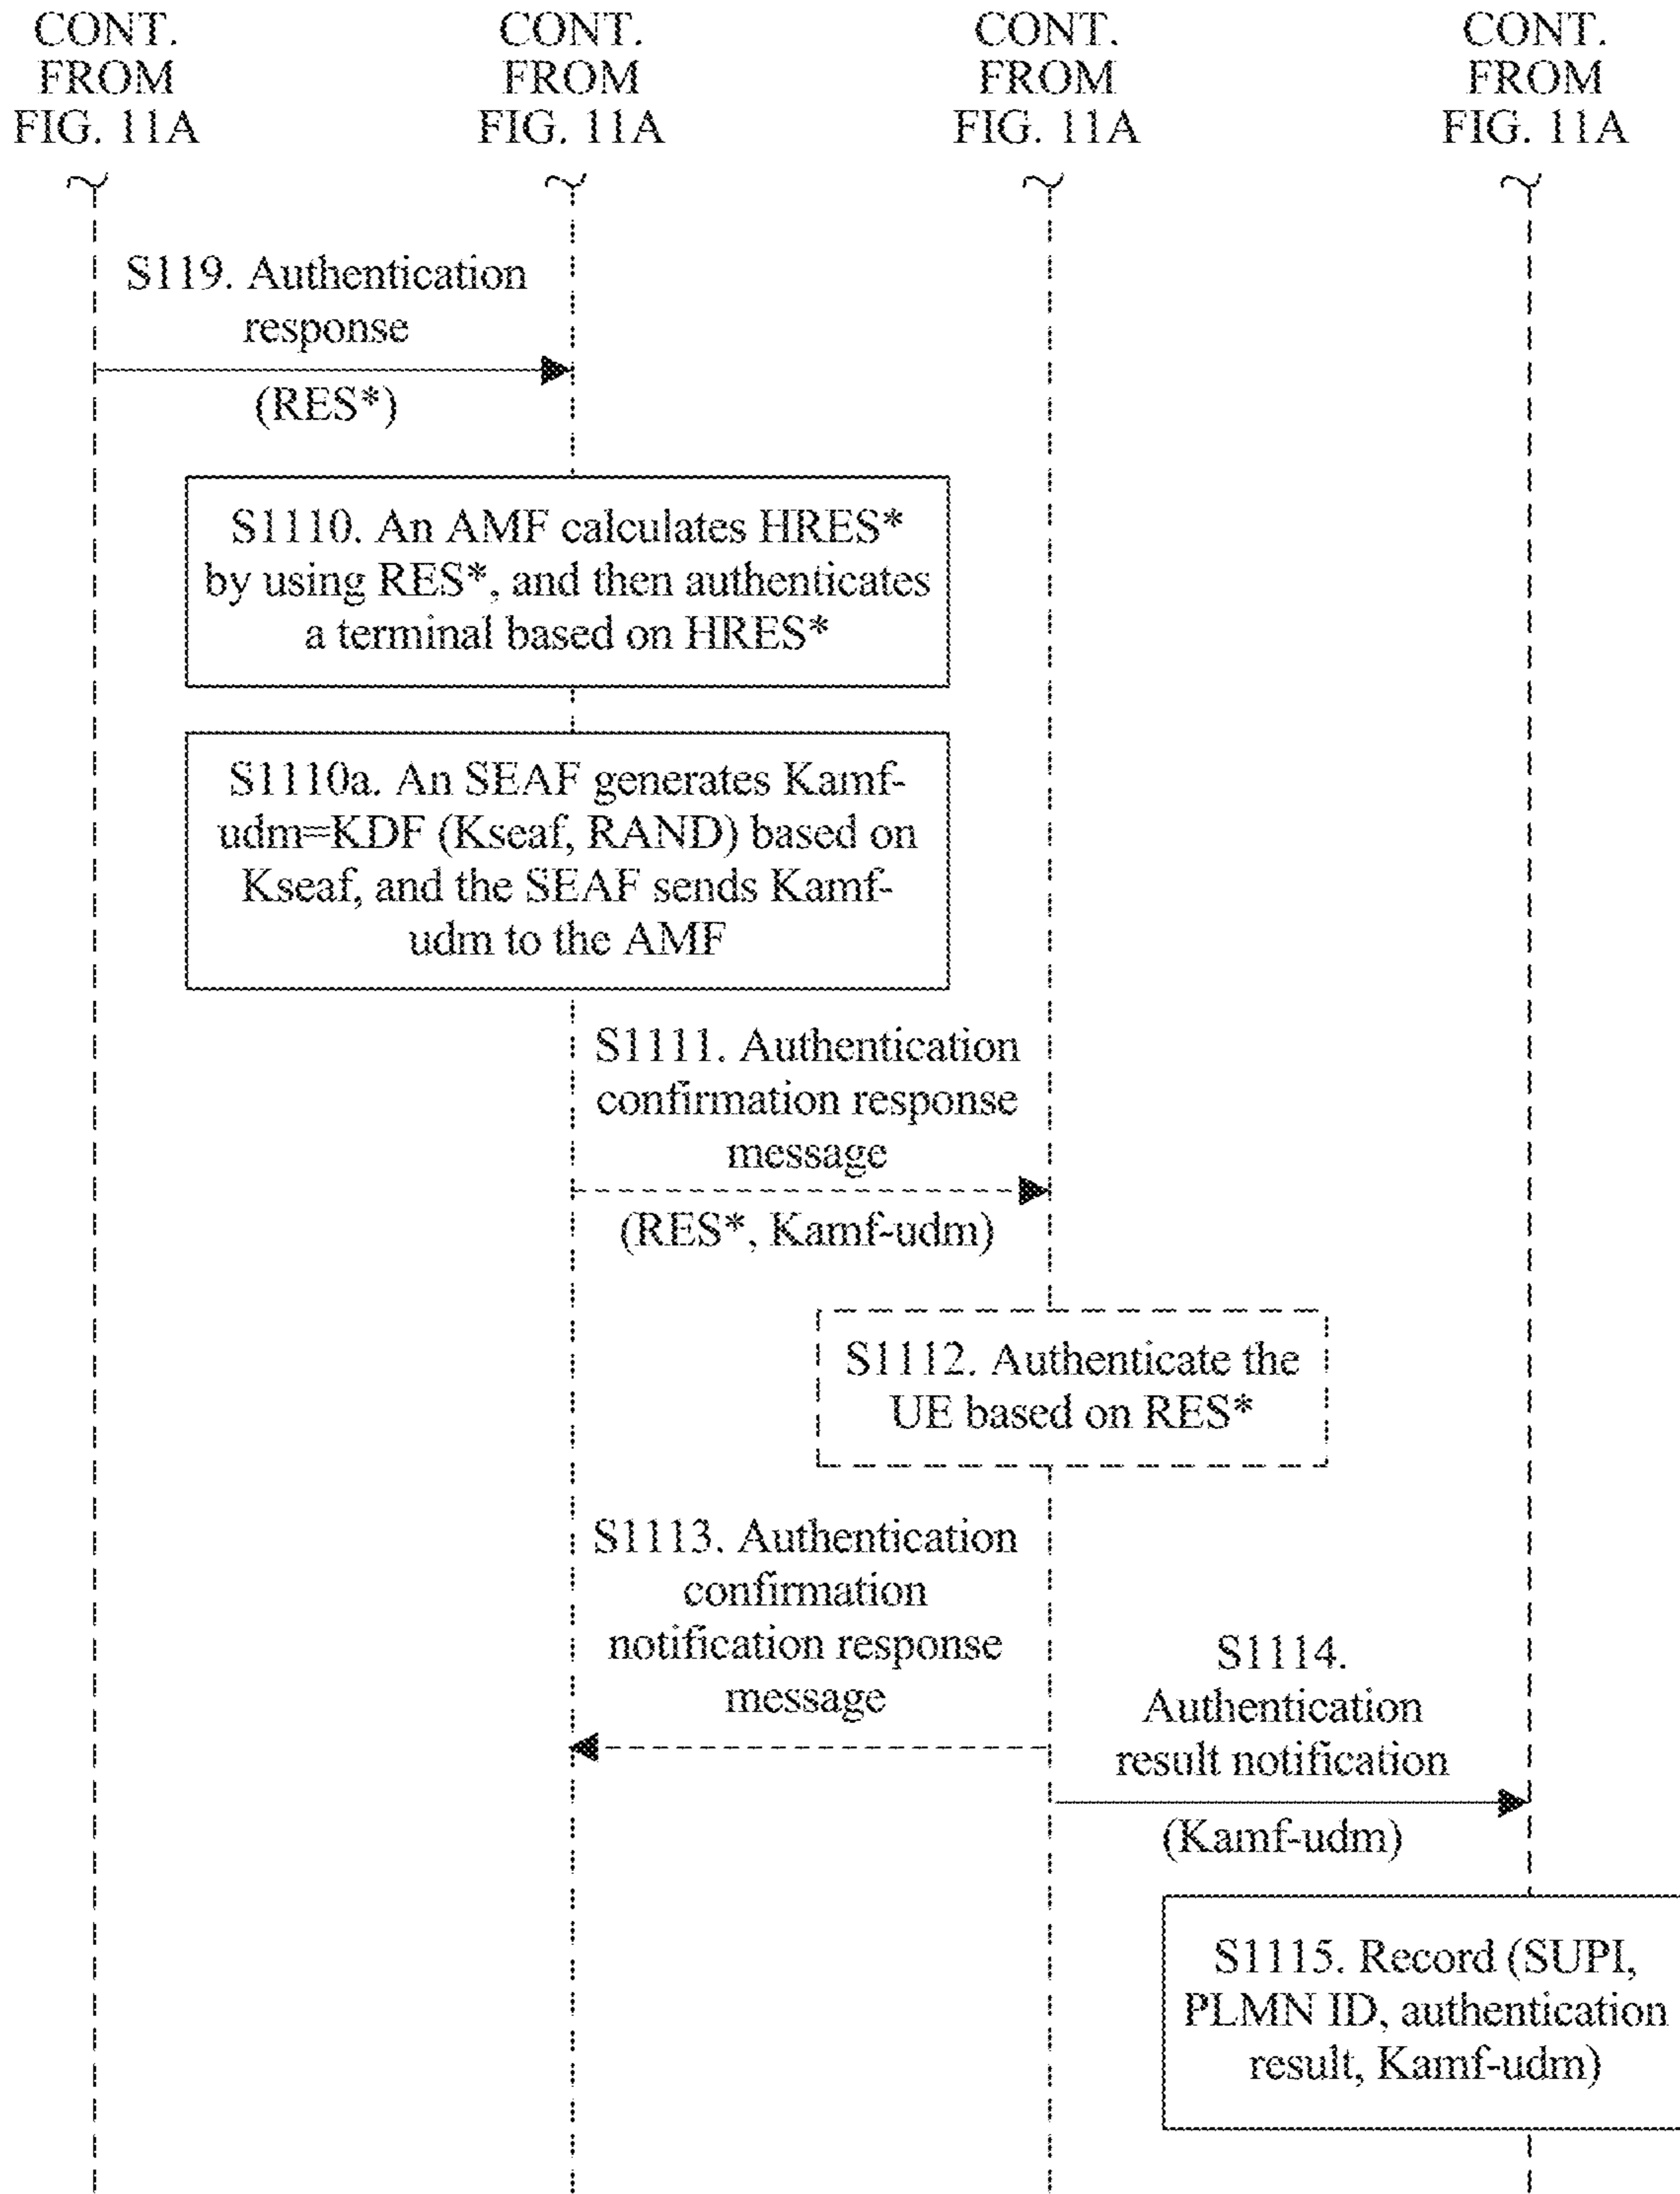 CONT.
FROM
FIG. 11A
CONT.
FROM
FIG. 11A
CONT.
FROM
FIG. 11A
CONT.
FROM
FIG. 11A
S119. Authentication
response
(RES*)
S1110. An AMF calculates HRES*
by using RES*, and then authenticates
a terminal based on HRES*
S1110a. An SEAF generates Kamf-
udm=KDF (Kseaf, RAND) based on
Kseaf, and the SEAF sends Kamf-
udm to the AMF
S1111. Authentication
confirmation response
message
(RES*, Kamf-udm)
S1112. Authenticate the
UE based on RES*
S1113. Authentication
confirmation
notification response
message
S1114.
Authentication
result notification
(Kamf-udm)
S1115. Record (SUPI,
PLMN ID, authentication
result, Kamf-udm)